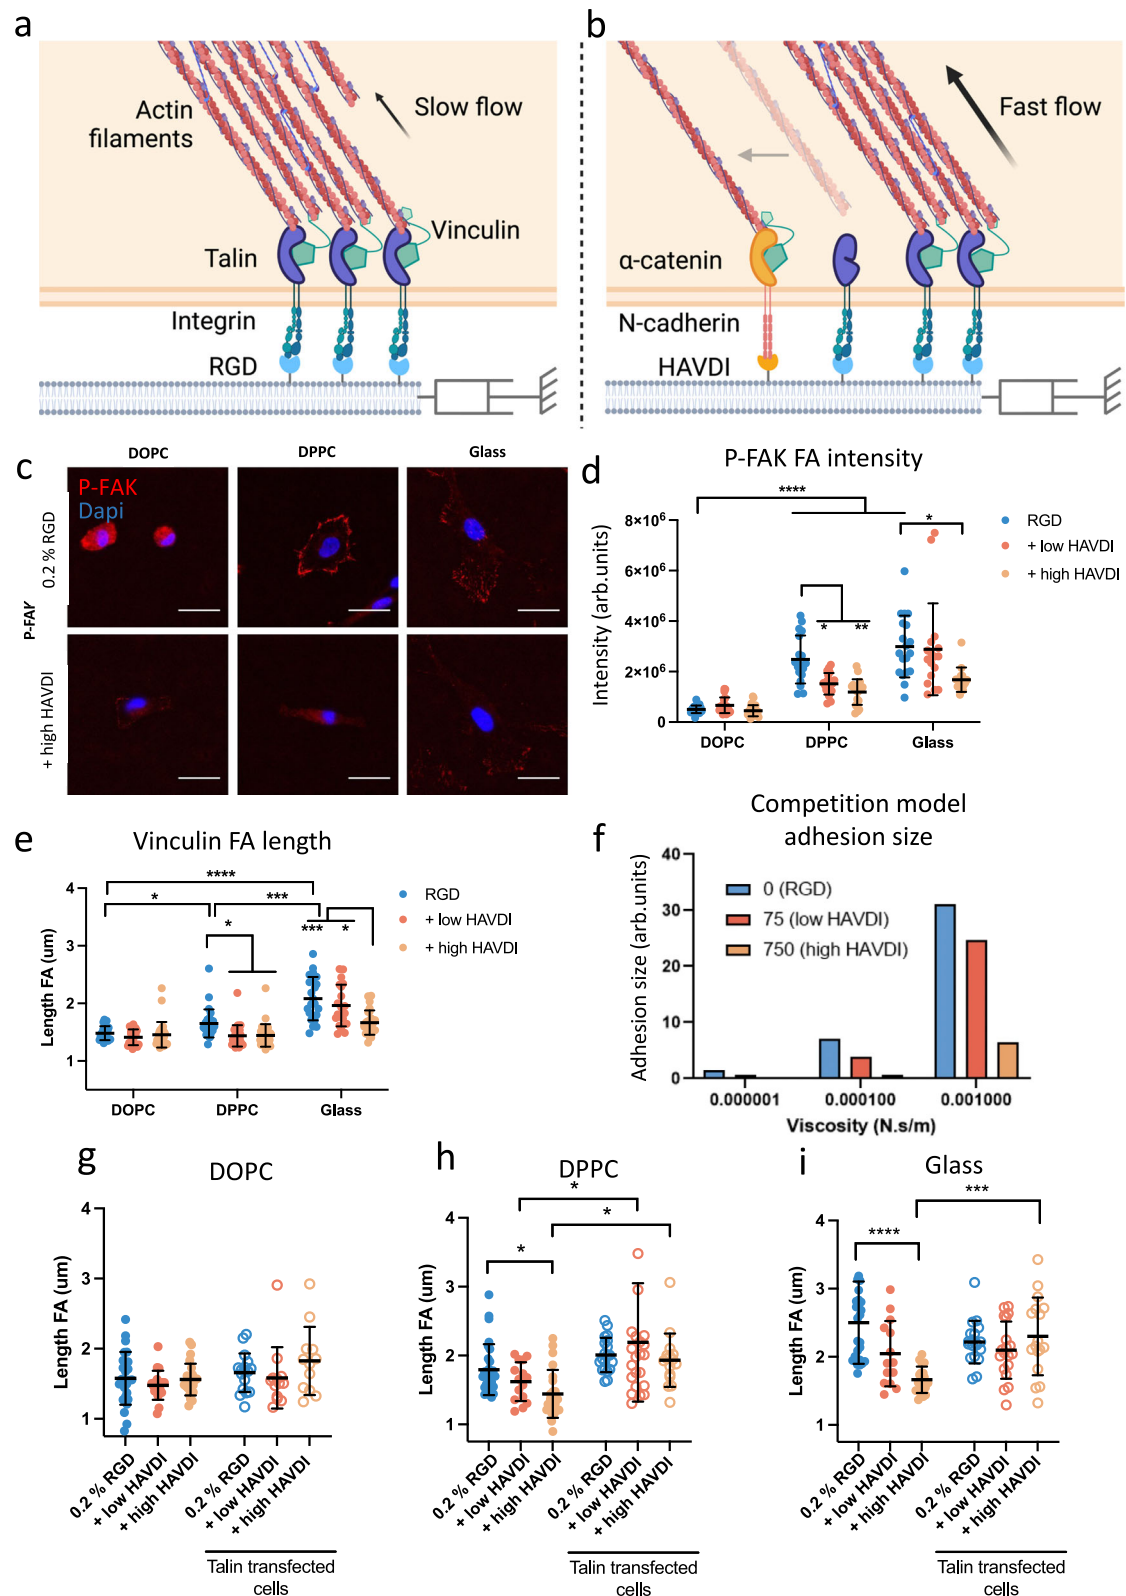 a
Actin
filaments
Slow flow
Vinculin
Talin
Integrin
RGD
b
Fast flow
α-catenin
N-cadherin
HAVDI
c
DOPC
DPPC
Glass
P-FAK
Dapi
0.2 % RGD
P-FAK
+ high HAVDI
d
P-FAK FA intensity
****
*
*
**
Intensity (arb.units)
8×10⁶
6×10⁶
4×10⁶
2×10⁶
0
DOPC
DPPC
Glass
RGD
+ low HAVDI
+ high HAVDI
e
Vinculin FA length
****
*
***
*
***
*
Length FA (um)
4
3
2
1
DOPC
DPPC
Glass
RGD
+ low HAVDI
+ high HAVDI
f
Competition model
adhesion size
Adhesion size (arb.units)
40
30
20
10
0
0 (RGD)
75 (low HAVDI)
750 (high HAVDI)
0.000001
0.000100
0.001000
Viscosity (N.s/m)
g
DOPC
Length FA (um)
4
3
2
1
0.2 % RGD
+ low HAVDI
+ high HAVDI
0.2 % RGD
+ low HAVDI
+ high HAVDI
Talin transfected
cells
h
DPPC
*
*
*
Length FA (um)
4
3
2
1
0.2 % RGD
+ low HAVDI
+ high HAVDI
0.2 % RGD
+ low HAVDI
+ high HAVDI
Talin transfected
cells
i
Glass
***
****
Length FA (um)
4
3
2
1
0.2 % RGD
+ low HAVDI
+ high HAVDI
0.2 % RGD
+ low HAVDI
+ high HAVDI
Talin transfected
cells